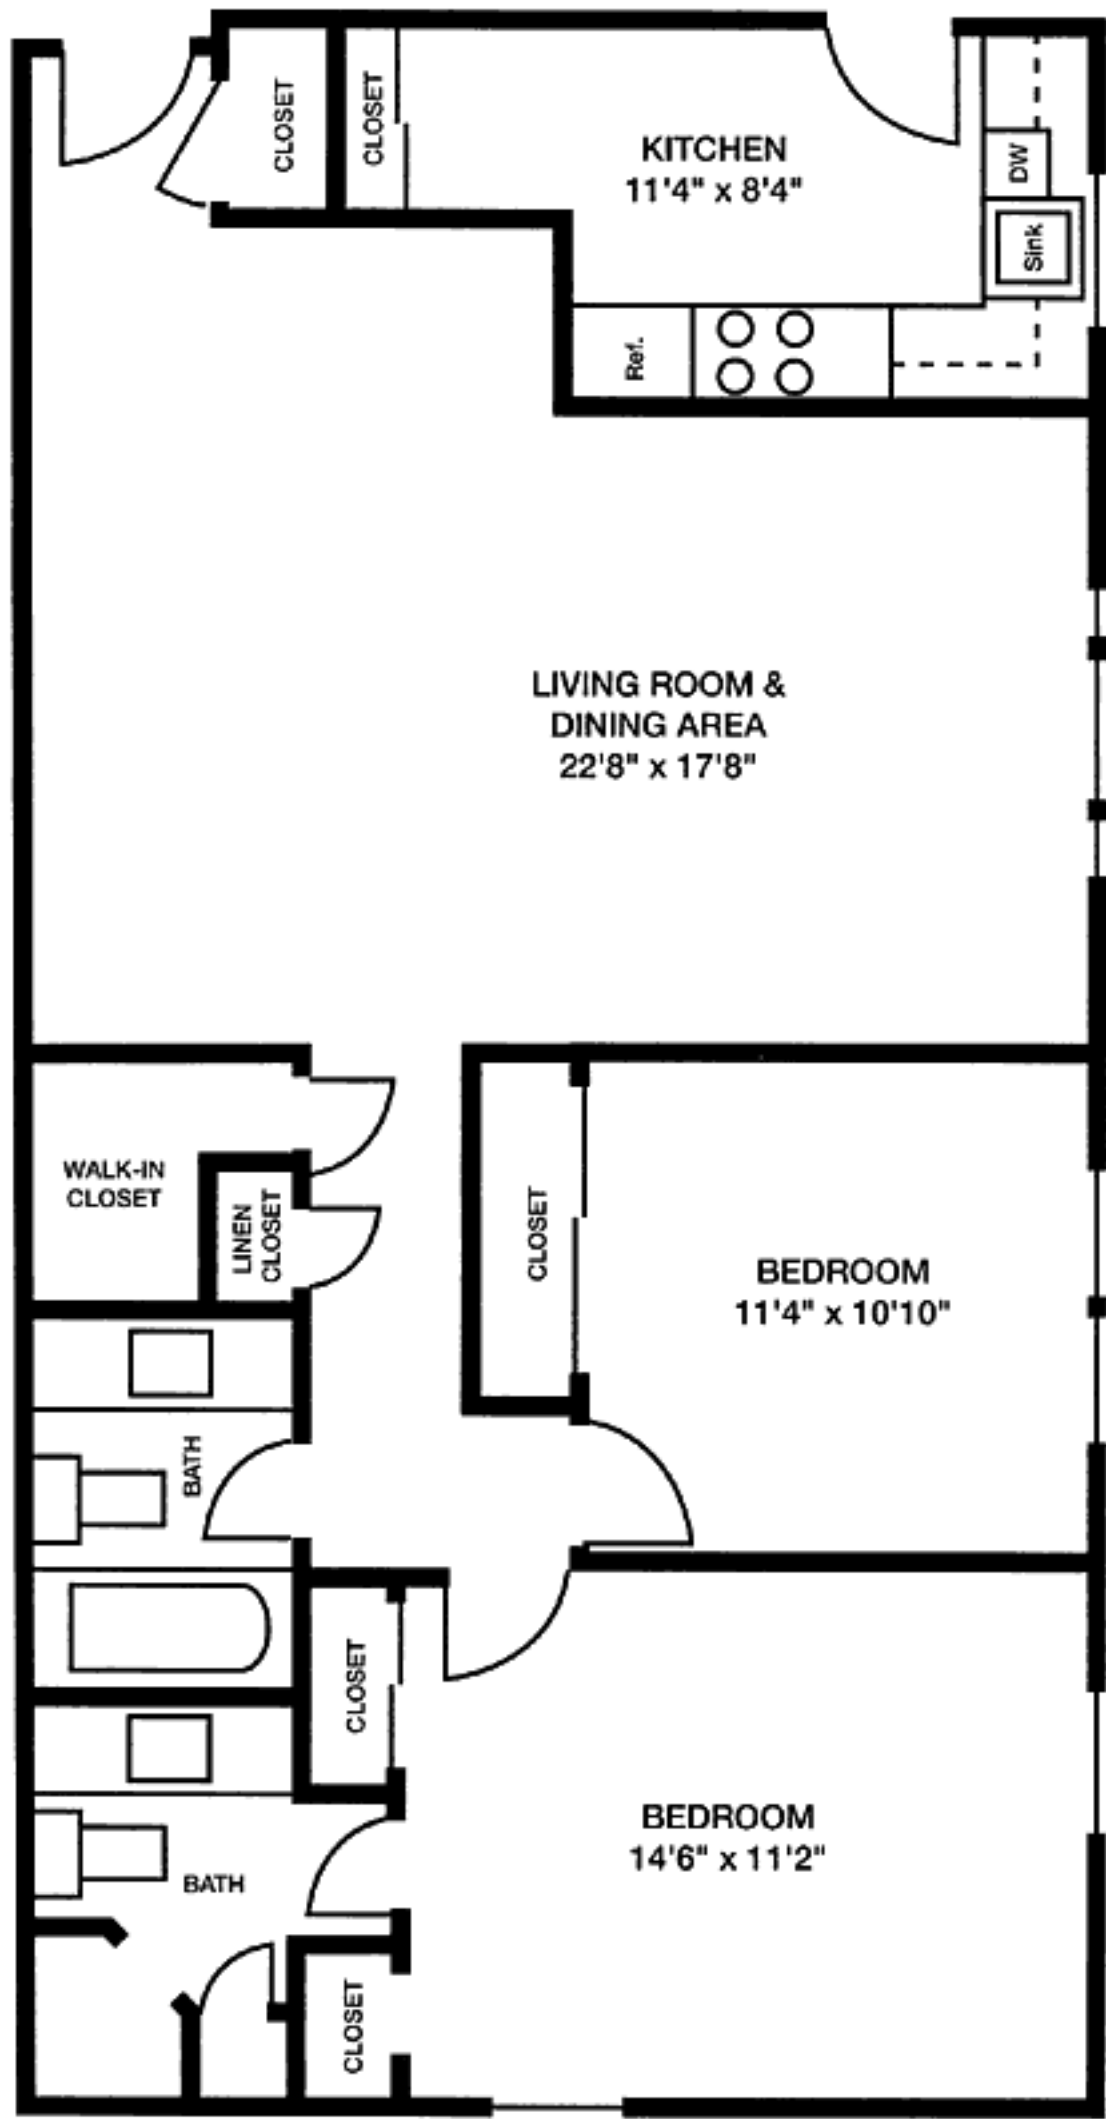 CLOSET
CLOSET
KITCHEN
11'4" x 8'4"
DW
Sink
Ref.
LIVING ROOM &
DINING AREA
22'8" x 17'8"
WALK-IN
CLOSET
LINEN
CLOSET
CLOSET
BEDROOM
11'4" x 10'10"
BATH
CLOSET
BEDROOM
14'6" x 11'2"
BATH
CLOSET